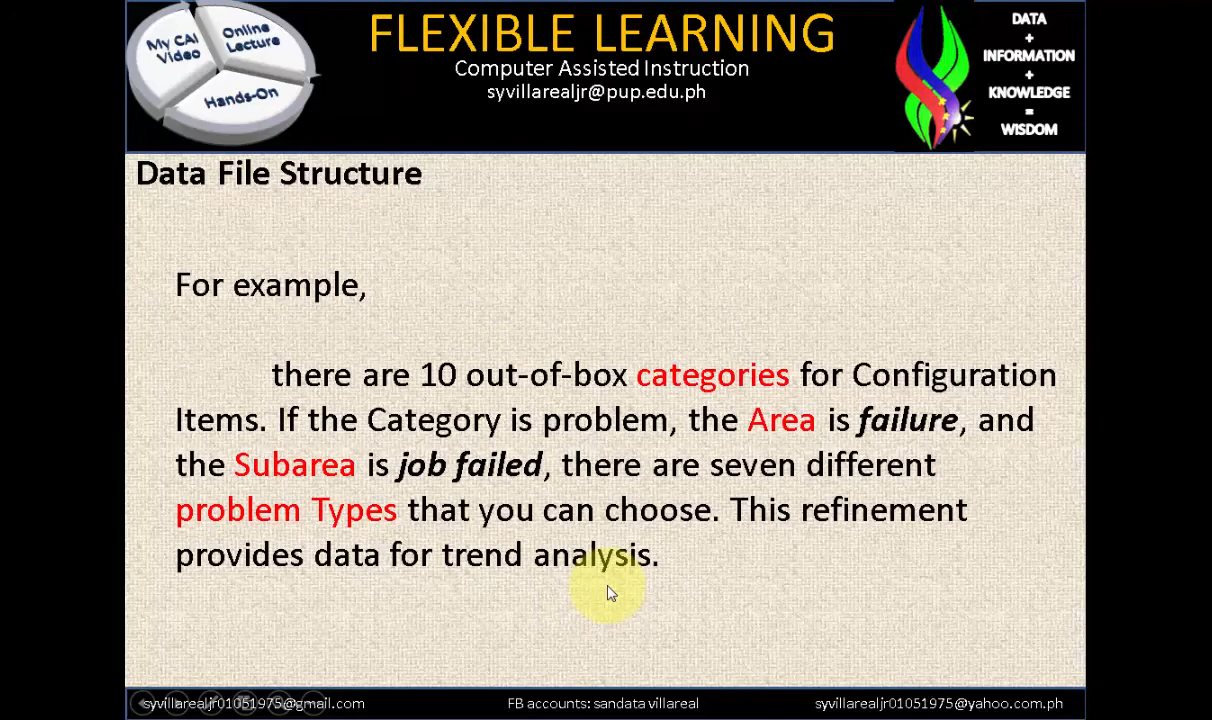 My CAI
Video
Online
Lecture
Hands-On
FLEXIBLE LEARNING
Computer Assisted Instruction
syvillarealjr@pup.edu.ph
DATA
+
INFORMATION
+
KNOWLEDGE
=
WISDOM
Data File Structure
For example,
there are 10 out-of-box categories for Configuration
Items. If the Category is problem, the Area is failure, and
the Subarea is job failed, there are seven different
problem Types that you can choose. This refinement
provides data for trend analysis.
syvillarealjr01051975@gmail.com
FB accounts: sandata villareal
syvillarealjr01051975@yahoo.com.ph